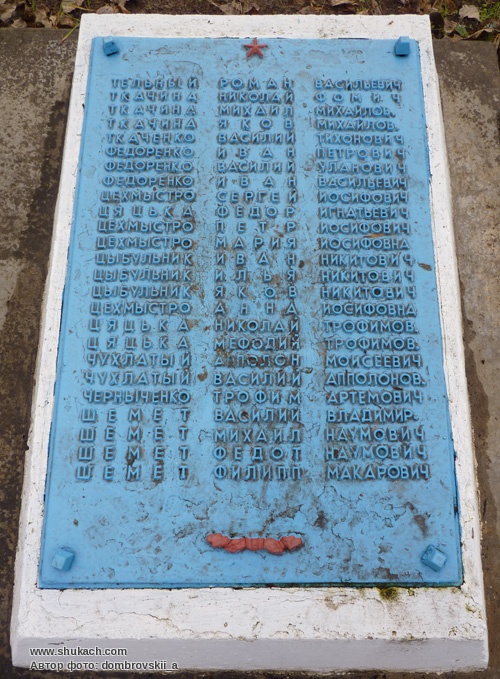 ТЕЛЬНЫЙ РОМАН ВАСИЛЬЕВИЧ
ТКАЧИНА НИКОЛАЙ ФОМИЧ
ТКАЧИНА МИХАИЛ МИХАЙЛОВ.
ТКАЧИНА ЯКОВ МИХАЙЛОВ.
ТКАЧЕНКО ВАСИЛИЙ ТИХОНОВИЧ
ФЕДОРЕНКО ИВАН ПЕТРОВИЧ
ФЕДОРЕНКО ВАСИЛИЙ УЛАНОВИЧ
ФЕДОРЕНКО ИВАН ВАСИЛЬЕВИЧ
ЦЕХМЫСТРО СЕРГЕЙ ИОСИФОВИЧ
ЦЯЦЬКА ФЕДОР ИГНАТЬЕВИЧ
ЦЕХМЫСТРО ПЕТР ИОСИФОВИЧ
ЦЕХМЫСТРО МАРИЯ ИОСИФОВНА
ЦЫБУЛЬНИК ИВАН НИКИТОВИЧ
ЦЫБУЛЬНИК ИЛЬЯ НИКИТОВИЧ
ЦЫБУЛЬНИК ЯКОВ НИКИТОВИЧ
ЦЕХМЫСТРО АННА ИОСИФОВНА
ЦЯЦЬКА НИКОЛАЙ ТРОФИМОВ.
ЦЯЦЬКА МЕФОДИЙ ТРОФИМОВ.
ЧУХЛАТЫЙ АППОЛОН МОИСЕЕВИЧ
ЧУХЛАТЫЙ ВАСИЛИЙ АППОЛОНОВ.
ЧЕРНЫЧЕНКО ТРОФИМ АРТЕМОВИЧ
ШЕМЕТ ВАСИЛИЙ ВЛАДИМИР.
ШЕМЕТ МИХАИЛ НАУМОВИЧ
ШЕМЕТ ФЕДОТ НАУМОВИЧ
ШЕМЕТ ФИЛИПП МАКАРОВИЧ
www.shukach.com
Автор фото: dombrovskii_a